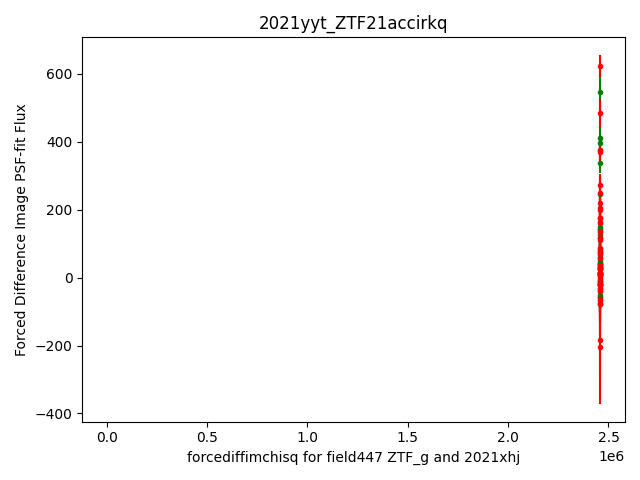 2021yyt_ZTF21accirkq
Forced Difference Image PSF-fit Flux
600
400
200
0
−200
−400
0.0 0.5 1.0 1.5 2.0 2.5
1e6
forcediffimchisq for field447 ZTF_g and 2021xhj